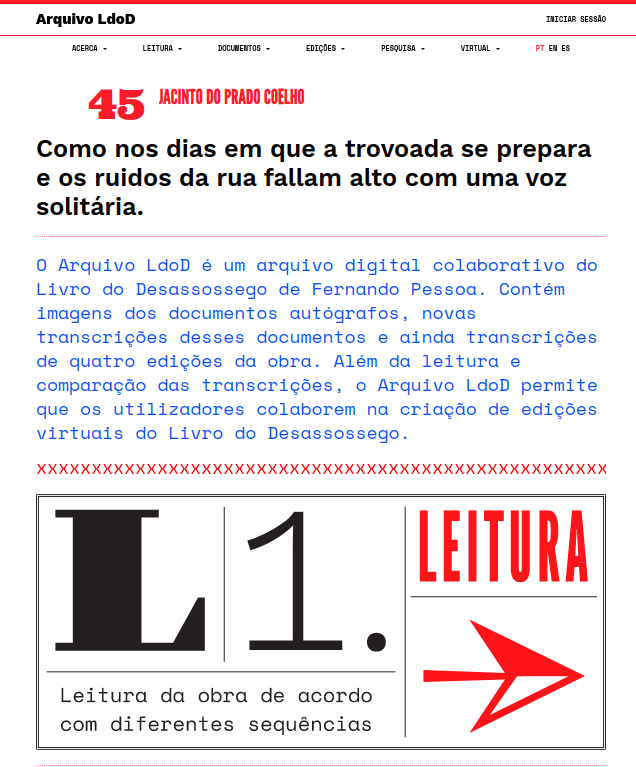 Arquivo LdoD
INICIAR SESSÃO
ACERCA LEITURA DOCUMENTOS EDIÇÕES PESQUISA VIRTUAL PT EN ES
45 JACINTO DO PRADO COELHO
Como nos dias em que a trovoada se prepara
e os ruidos da rua fallam alto com uma voz
solitária.
O Arquivo LdoD é um arquivo digital colaborativo do
Livro do Desassossego de Fernando Pessoa. Contém
imagens dos documentos autógrafos, novas
transcrições desses documentos e ainda transcrições
de quatro edições da obra. Além da leitura e
comparação das transcrições, o Arquivo LdoD permite
que os utilizadores colaborem na criação de edições
virtuais do Livro do Desassossego.
XXXXXXXXXXXXXXXXXXXXXXXXXXXXXXXXXXXXXXXXXXXXXXXXXXXX
L 1. LEITURA
Leitura da obra de acordo
com diferentes sequências